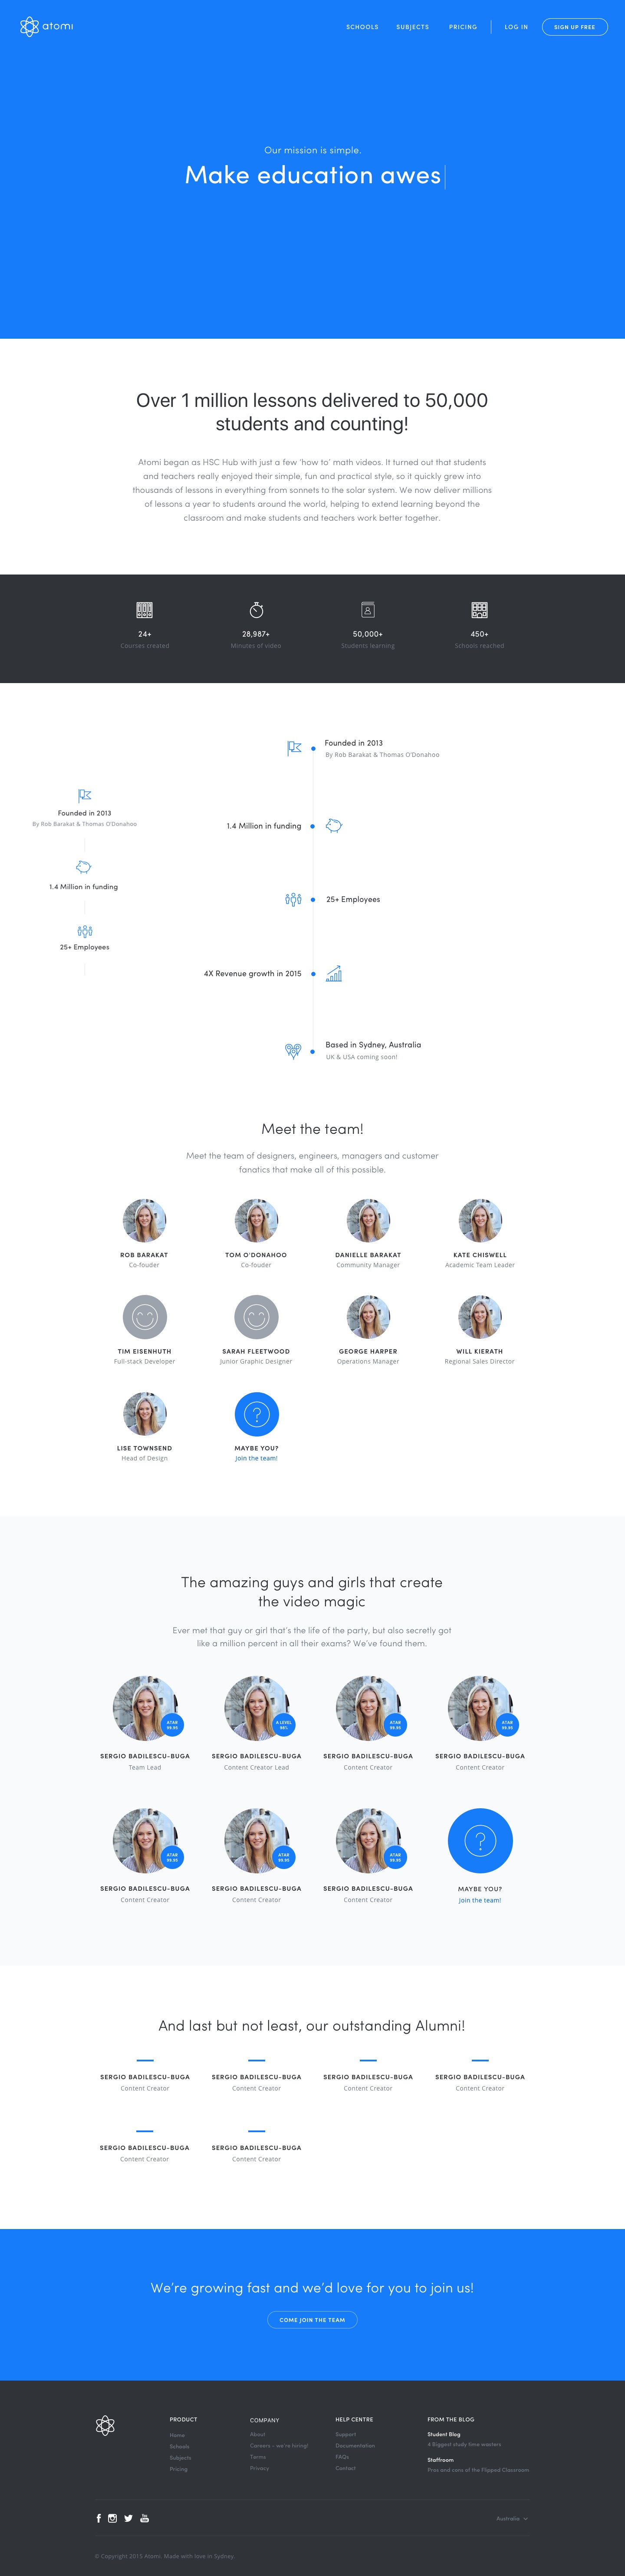 atomi
SCHOOLS
SUBJECTS
PRICING
LOG IN
SIGN UP FREE
Our mission is simple.
Make education awes
Over 1 million lessons delivered to 50,000
students and counting!
Atomi began as HSC Hub with just a few ‘how to’ math videos. It turned out that students
and teachers really enjoyed their simple, fun and practical style, so it quickly grew into
thousands of lessons in everything from sonnets to the solar system. We now deliver millions
of lessons a year to students around the world, helping to extend learning beyond the
classroom and make students and teachers work better together.
24+
Courses created
28,987+
Minutes of video
50,000+
Students learning
450+
Schools reached
Founded in 2013
By Rob Barakat & Thomas O'Donahoo
1.4 Million in funding
25+ Employees
4X Revenue growth in 2015
Based in Sydney, Australia
UK & USA coming soon!
Founded in 2013
By Rob Barakat & Thomas O'Donahoo
1.4 Million in funding
25+ Employees
Meet the team!
Meet the team of designers, engineers, managers and customer
fanatics that make all of this possible.
ROB BARAKAT
Co-fouder
TOM O'DONAHOO
Co-fouder
DANIELLE BARAKAT
Community Manager
KATE CHISWELL
Academic Team Leader
TIM EISENHUTH
Full-stack Developer
SARAH FLEETWOOD
Junior Graphic Designer
GEORGE HARPER
Operations Manager
WILL KIERATH
Regional Sales Director
LISE TOWNSEND
Head of Design
MAYBE YOU?
Join the team!
The amazing guys and girls that create
the video magic
Ever met that guy or girl that’s the life of the party, but also secretly got
like a million percent in all their exams? We’ve found them.
ATAR
99.95
SERGIO BADILESCU-BUGA
Team Lead
A LEVEL
98%
SERGIO BADILESCU-BUGA
Content Creator Lead
ATAR
99.95
SERGIO BADILESCU-BUGA
Content Creator
ATAR
99.95
SERGIO BADILESCU-BUGA
Content Creator
ATAR
99.95
SERGIO BADILESCU-BUGA
Content Creator
ATAR
99.95
SERGIO BADILESCU-BUGA
Content Creator
ATAR
99.95
SERGIO BADILESCU-BUGA
Content Creator
MAYBE YOU?
Join the team!
And last but not least, our outstanding Alumni!
SERGIO BADILESCU-BUGA
Content Creator
SERGIO BADILESCU-BUGA
Content Creator
SERGIO BADILESCU-BUGA
Content Creator
SERGIO BADILESCU-BUGA
Content Creator
SERGIO BADILESCU-BUGA
Content Creator
SERGIO BADILESCU-BUGA
Content Creator
We’re growing fast and we’d love for you to join us!
COME JOIN THE TEAM
PRODUCT
Home
Schools
Subjects
Pricing
COMPANY
About
Careers - we're hiring!
Terms
Privacy
HELP CENTRE
Support
Documentation
FAQs
Contact
FROM THE BLOG
Student Blog
4 Biggest study time wasters
Staffroom
Pros and cons of the Flipped Classroom
You
Tube
Australia
© Copyright 2015 Atomi. Made with love in Sydney.